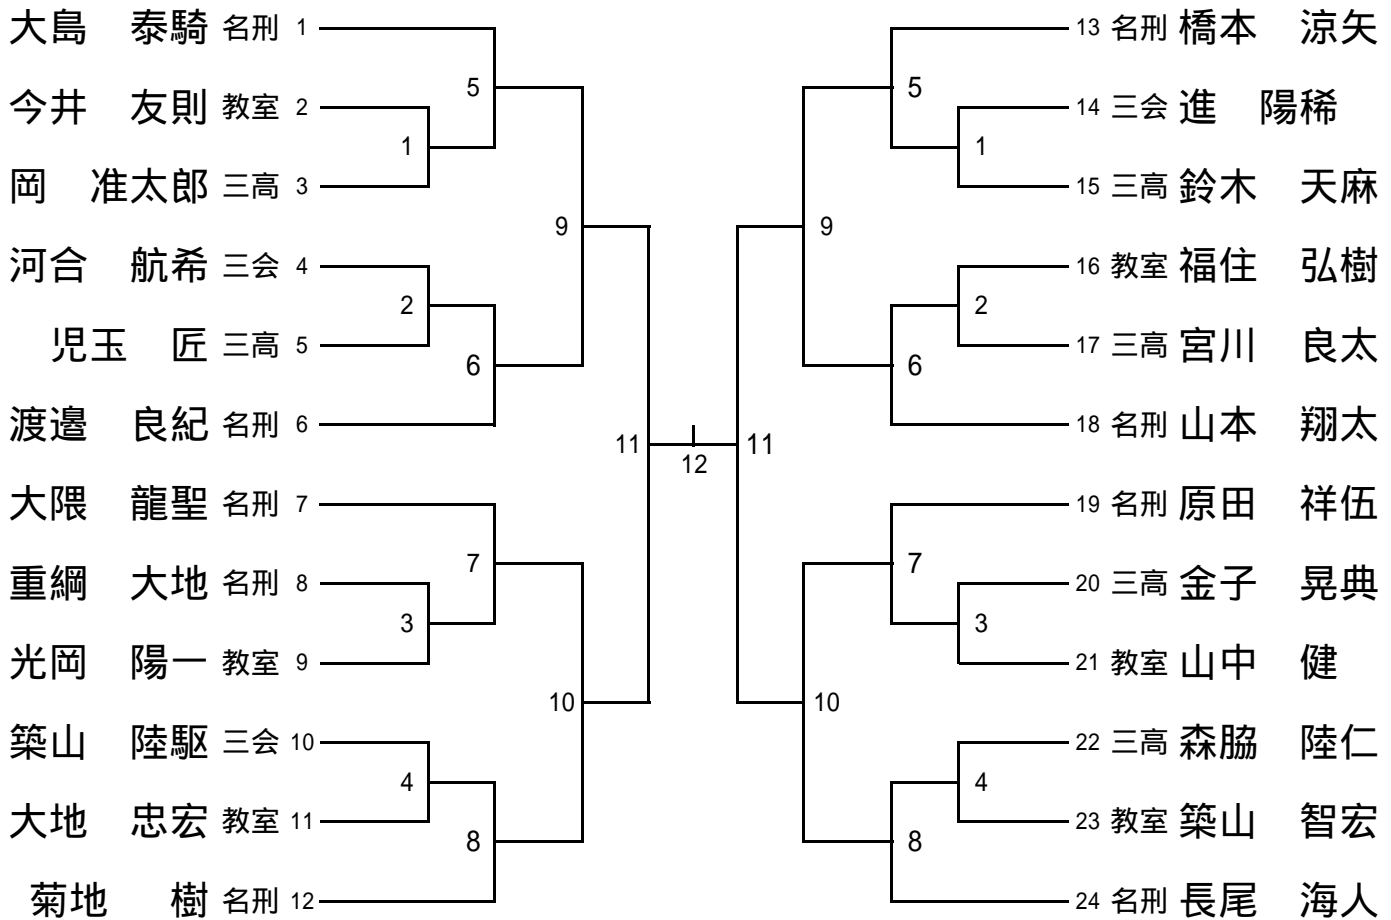 大島　泰騎 名刑 1
今井　友則 教室 2
岡　准太郎 三高 3
河合　航希 三会 4
児玉　匠 三高 5
渡邉　良紀 名刑 6
大隈　龍聖 名刑 7
重綱　大地 名刑 8
光岡　陽一 教室 9
築山　陸駆 三会 10
大地　忠宏 教室 11
菊地　樹 名刑 12
5
1
9
2
6
11
7
3
10
4
8
12
5
1
9
2
6
11
7
3
10
4
8
13 名刑 橋本　涼矢
14 三会 進　陽稀
15 三高 鈴木　天麻
16 教室 福住　弘樹
17 三高 宮川　良太
18 名刑 山本　翔太
19 名刑 原田　祥伍
20 三高 金子　晃典
21 教室 山中　健
22 三高 森脇　陸仁
23 教室 築山　智宏
24 名刑 長尾　海人